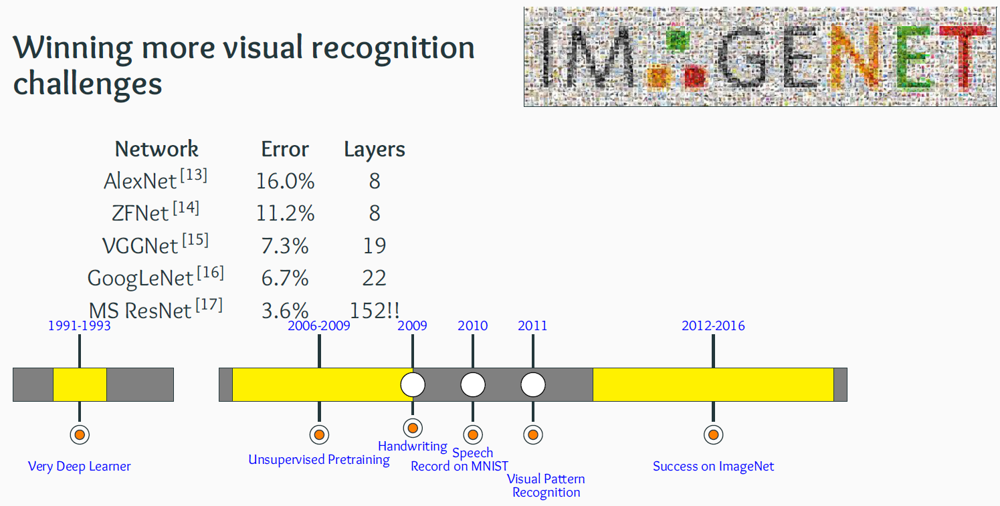 Winning more visual recognition
challenges
IM GENET
Network Error Layers
AlexNet [13] 16.0% 8
ZFNet [14] 11.2% 8
VGGNet [15] 7.3% 19
GoogLeNet [16] 6.7% 22
MS ResNet [17] 3.6% 152!!
1991-1993 2006-2009 2009 2010 2011 2012-2016
Very Deep Learner
Unsupervised Pretraining
Handwriting
Speech
Record on MNIST
Visual Pattern
Recognition
Success on ImageNet